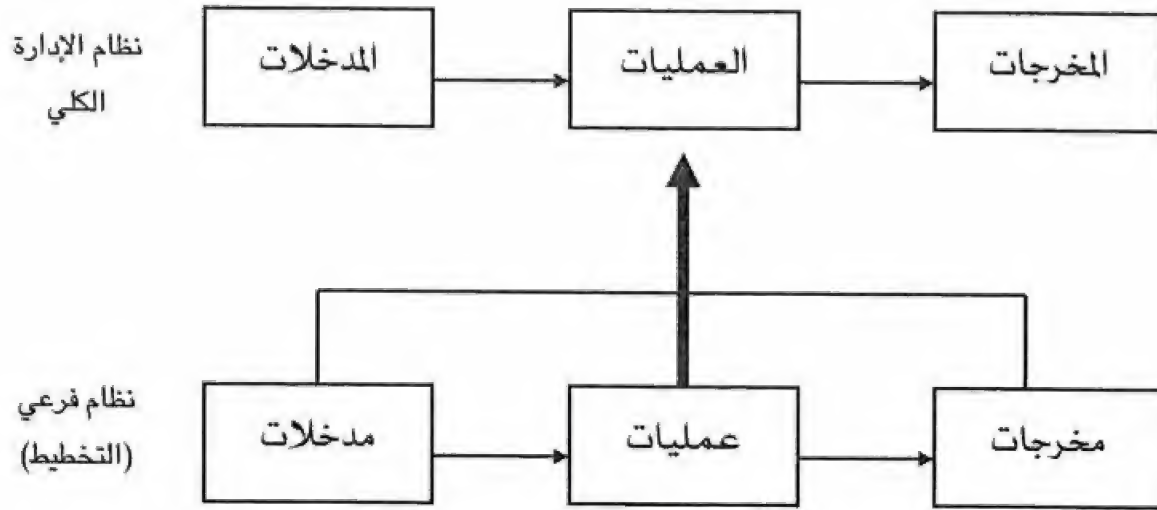 نظام الإدارة
الكلي
المدخلات
العمليات
المخرجات
نظام فرعي
(التخطيط)
مدخلات
عمليات
مخرجات